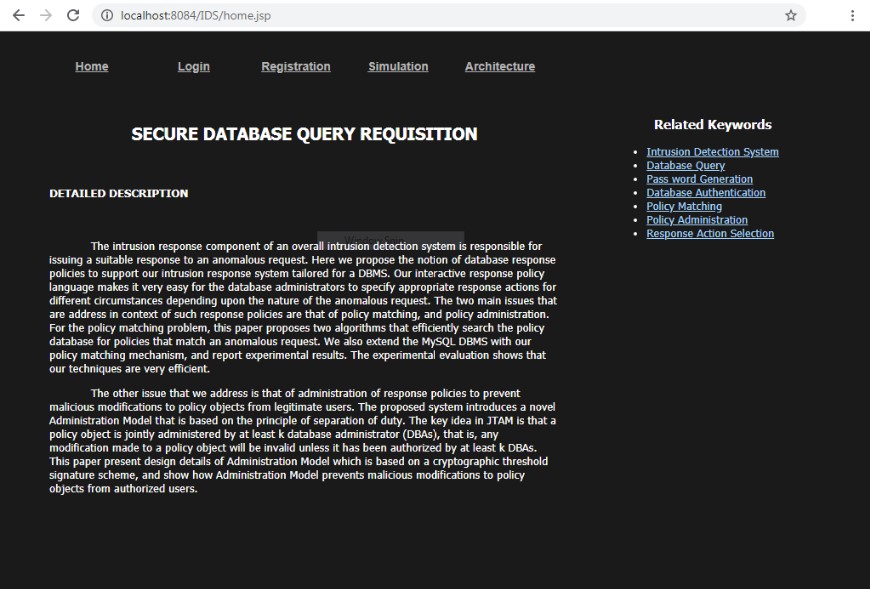 localhost:8084/IDS/home.jsp
Home Login Registration Simulation Architecture
SECURE DATABASE QUERY REQUISITION
DETAILED DESCRIPTION
The intrusion response component of an overall intrusion detection system is responsible for
issuing a suitable response to an anomalous request. Here we propose the notion of database response
policies to support our intrusion response system tailored for a DBMS. Our interactive response policy
language makes it very easy for the database administrators to specify appropriate response actions for
different circumstances depending upon the nature of the anomalous request. The two main issues that
are address in context of such response policies are that of policy matching, and policy administration.
For the policy matching problem, this paper proposes two algorithms that efficiently search the policy
database for policies that match an anomalous request. We also extend the MySQL DBMS with our
policy matching mechanism, and report experimental results. The experimental evaluation shows that
our techniques are very efficient.
The other issue that we address is that of administration of response policies to prevent
malicious modifications to policy objects from legitimate users. The proposed system introduces a novel
Administration Model that is based on the principle of separation of duty. The key idea in JTAM is that a
policy object is jointly administered by at least k database administrator (DBAs), that is, any
modification made to a policy object will be invalid unless it has been authorized by at least k DBAs.
This paper present design details of Administration Model which is based on a cryptographic threshold
signature scheme, and show how Administration Model prevents malicious modifications to policy
objects from authorized users.
Related Keywords
Intrusion Detection System
Database Query
Pass word Generation
Database Authentication
Policy Matching
Policy Administration
Response Action Selection